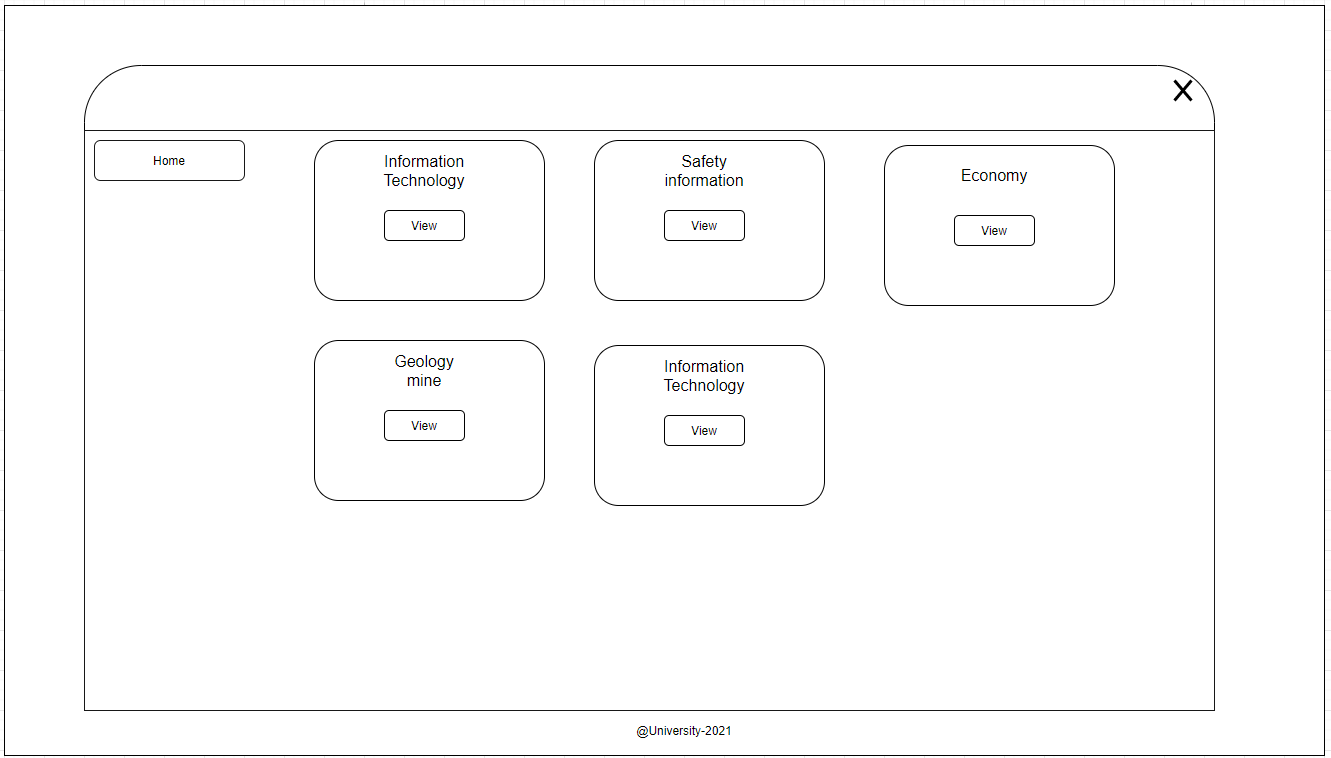 Home
Information
Technology
View
Safety
information
View
Economy
View
Geology
mine
View
Information
Technology
View
@University-2021